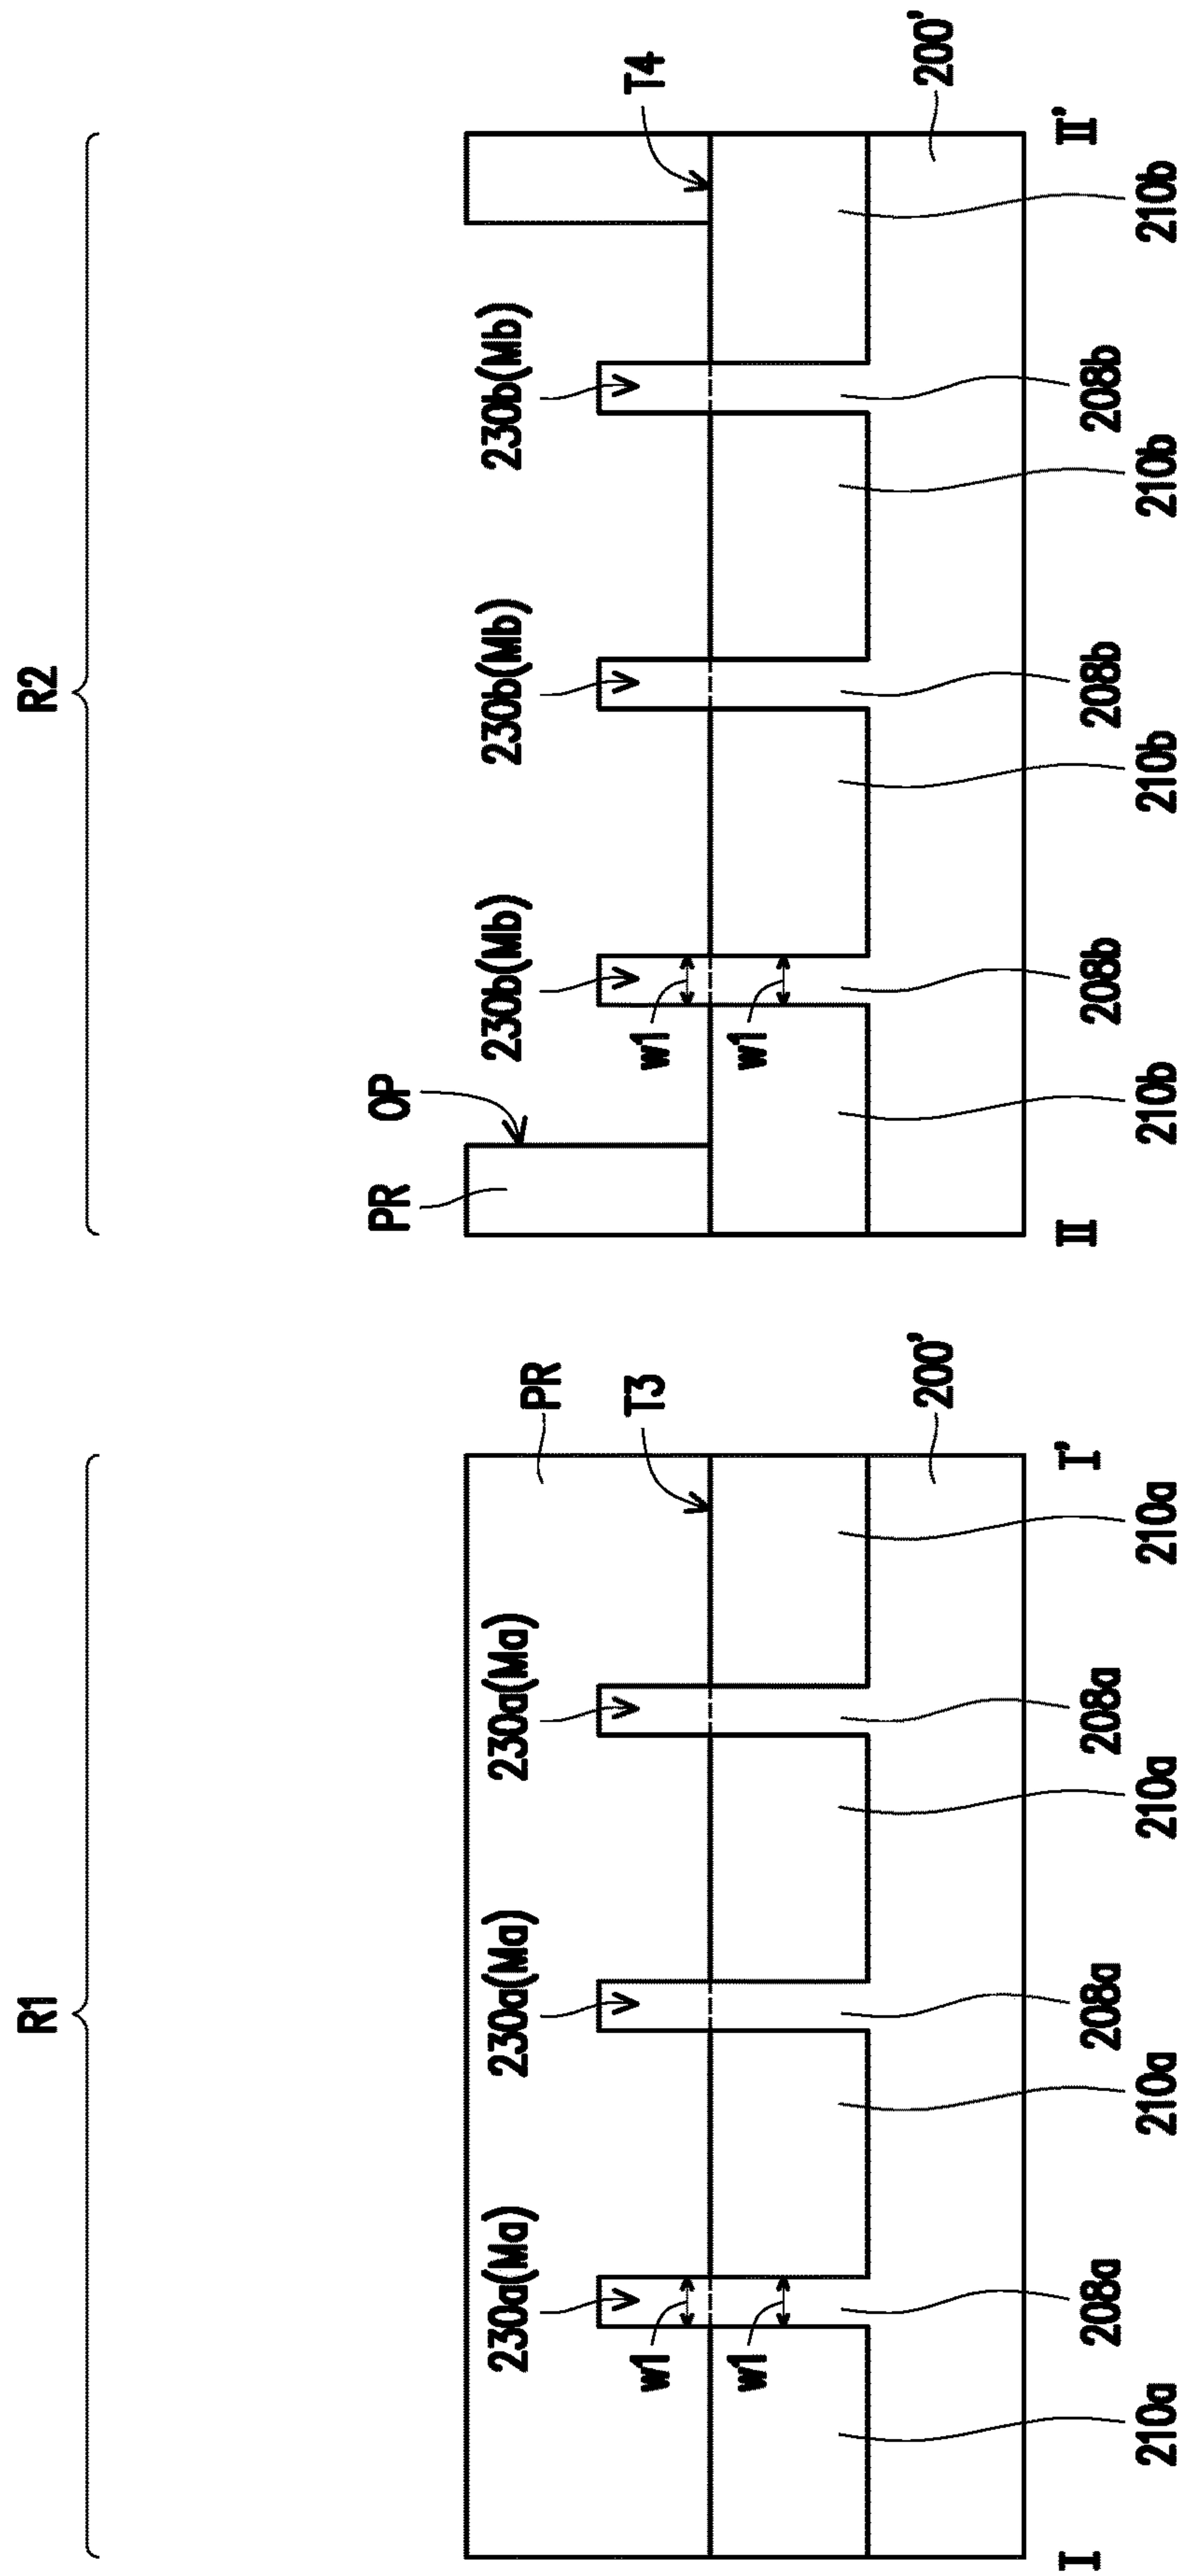 R1 R2
PR OP
230a(Ma) 230a(Ma) 230a(Ma) PR 230b(Mb) 230b(Mb) 230b(Mb)
w1 T3 w1 T4
w1 w1
200' 200'
I I' II II'
208a 208a 208a 208b 208b 208b
210a 210a 210a 210a 210b 210b 210b 210b